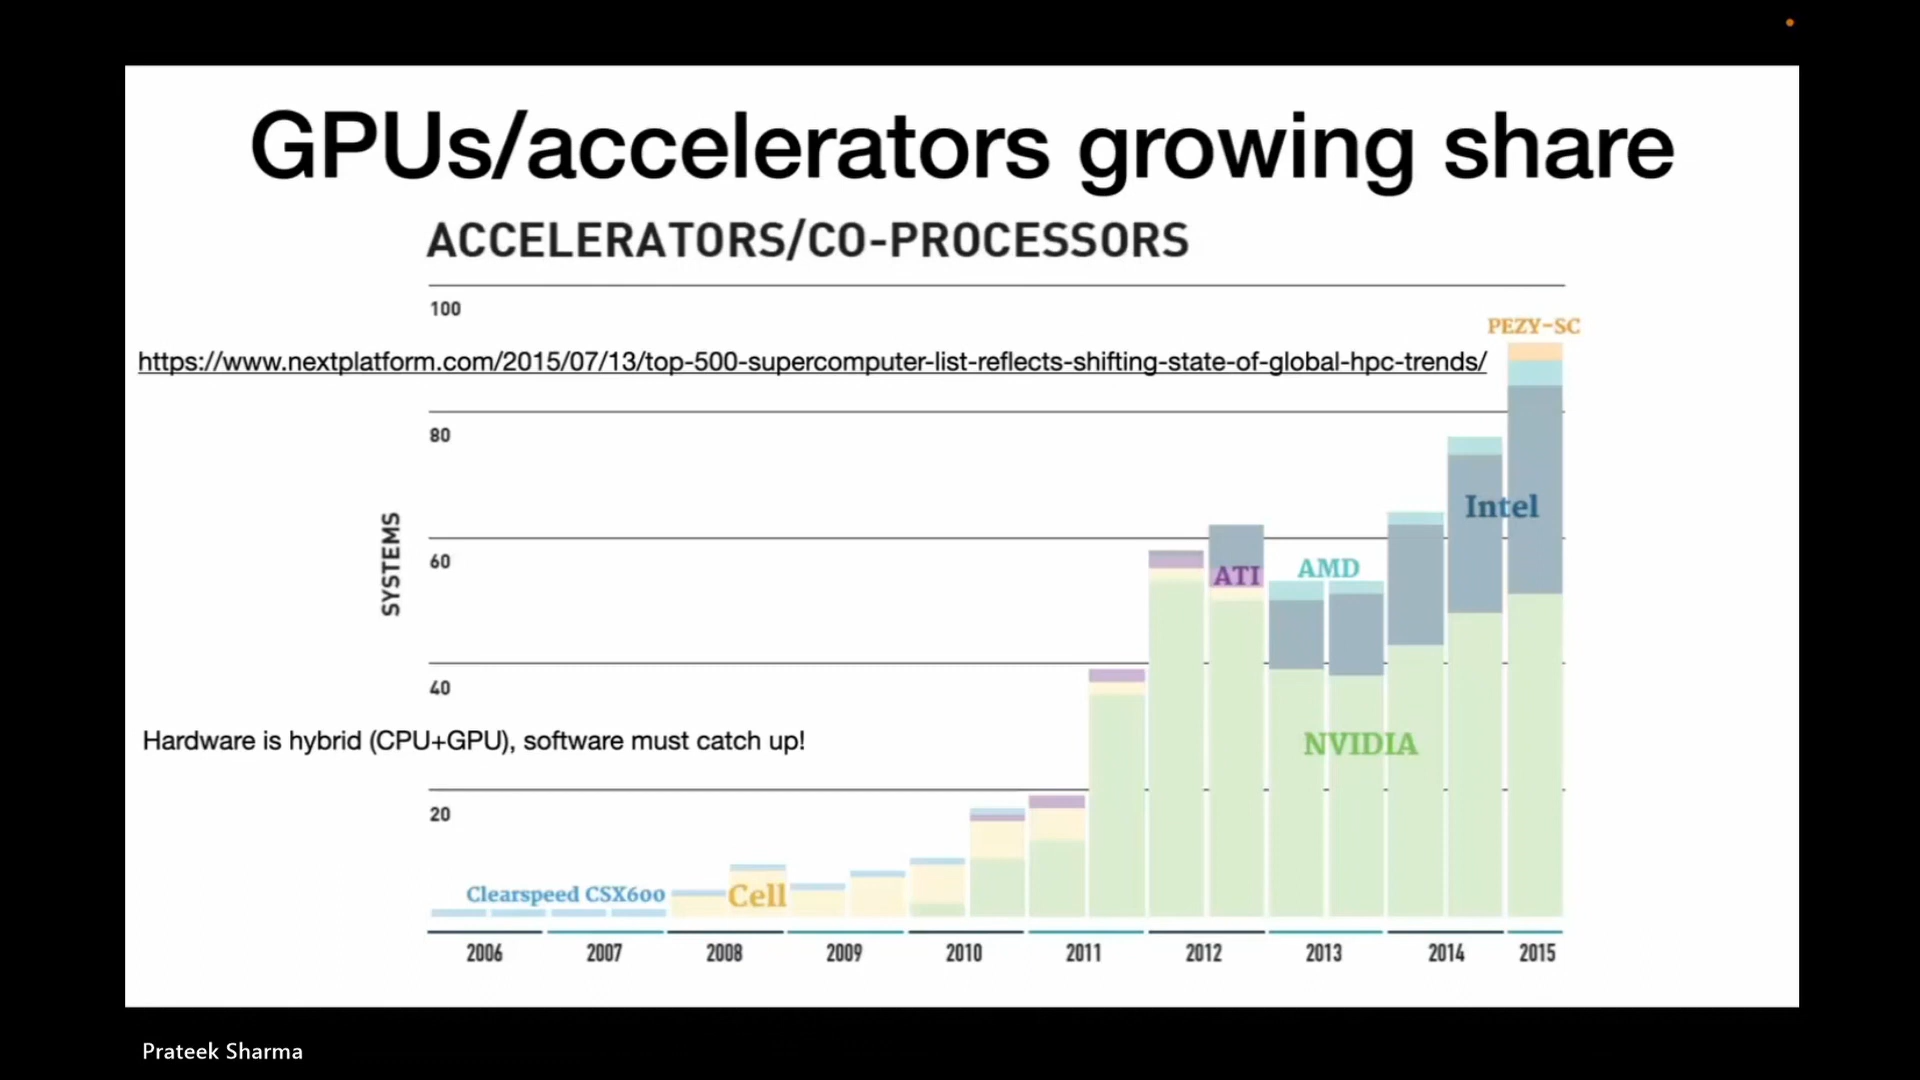 GPUs/accelerators growing share
ACCELERATORS/CO-PROCESSORS
100
PEZY-SC
https://www.nextplatform.com/2015/07/13/top-500-supercomputer-list-reflects-shifting-state-of-global-hpc-trends/
80
Intel
SYSTEMS
60
ATI
AMD
40
Hardware is hybrid (CPU+GPU), software must catch up!
NVIDIA
20
Clearspeed CSX600
Cell
2006 2007 2008 2009 2010 2011 2012 2013 2014 2015
Prateek Sharma